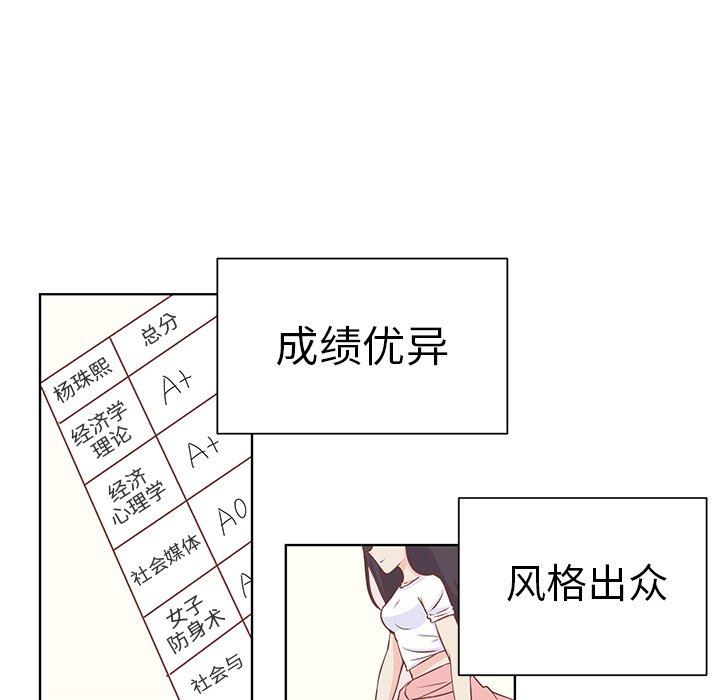 成绩优异
总分
杨珠熙
A+
经济学
理论
A+
经济
心理学
A0
社会媒体
A
女子
防身术
社会与
风格出众